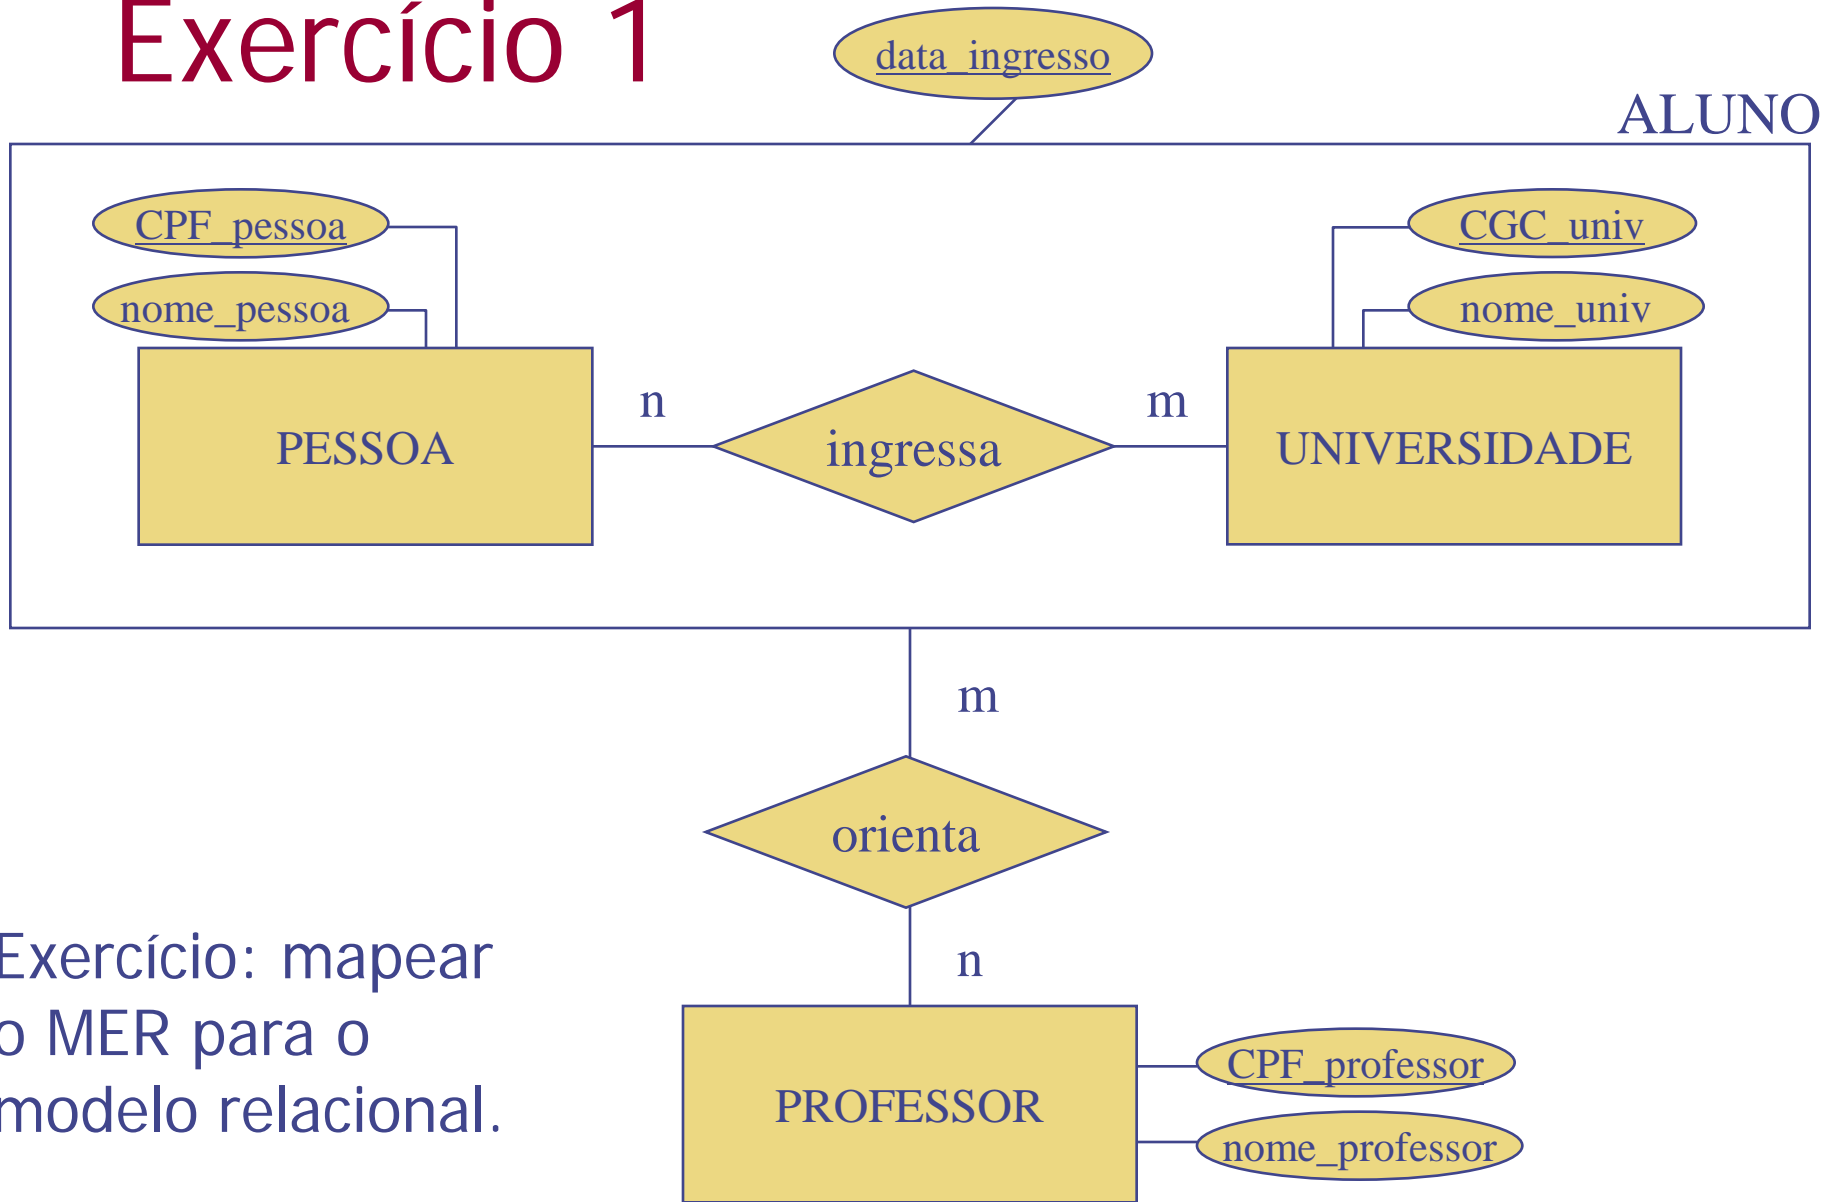 Exercício 1
data_ingresso
ALUNO
CPF_pessoa
CGC_univ
nome_pessoa
nome_univ
n
m
PESSOA
ingressa
UNIVERSIDADE
m
orienta
n
Exercício: mapear
o MER para o
modelo relacional.
CPF_professor
PROFESSOR
nome_professor